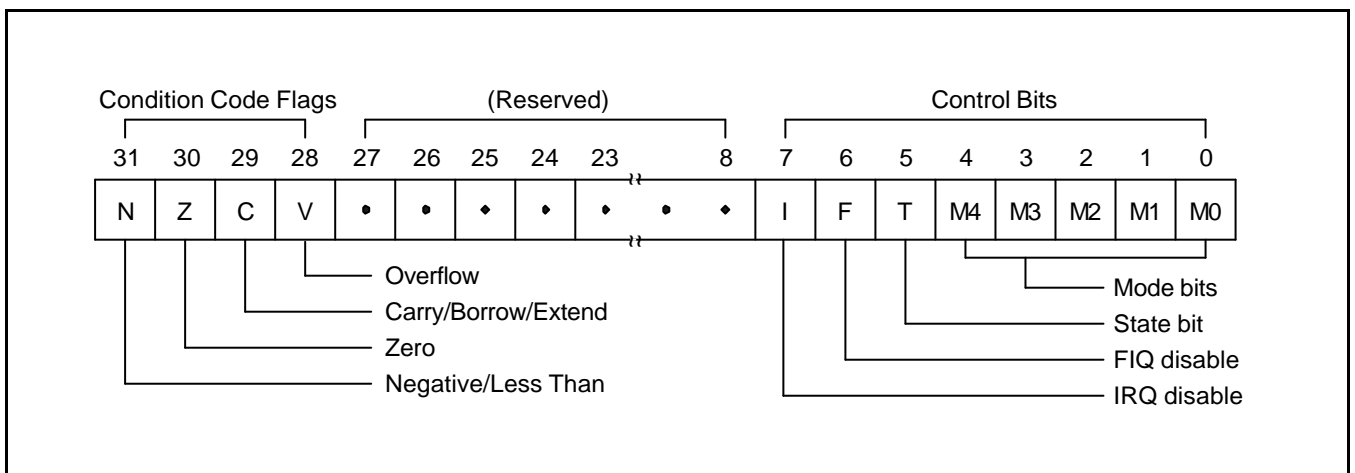 Condition Code Flags (Reserved) Control Bits
31 30 29 28 27 26 25 24 23 8 7 6 5 4 3 2 1 0
N Z C V • • • • • • • I F T M4 M3 M2 M1 M0
Overflow
Carry/Borrow/Extend
Zero
Negative/Less Than
Mode bits
State bit
FIQ disable
IRQ disable